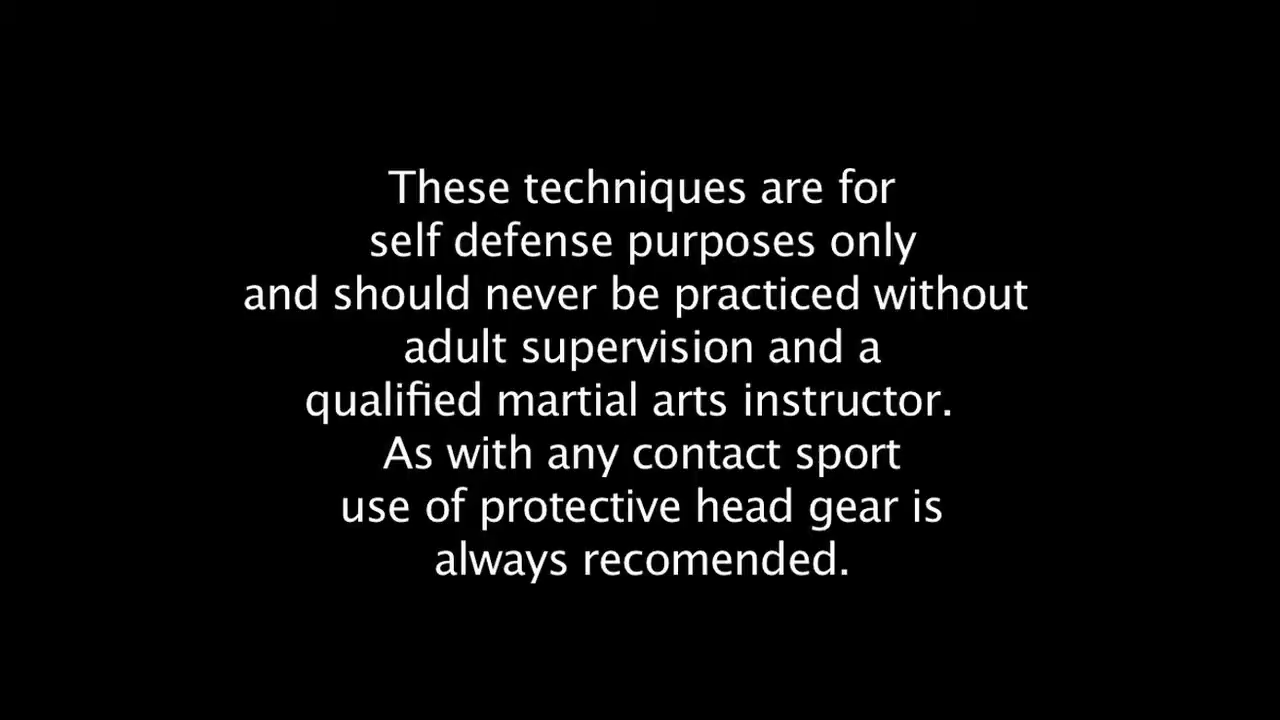 These techniques are for
self defense purposes only
and should never be practiced without
adult supervision and a
qualified martial arts instructor.
As with any contact sport
use of protective head gear is
always recomended.